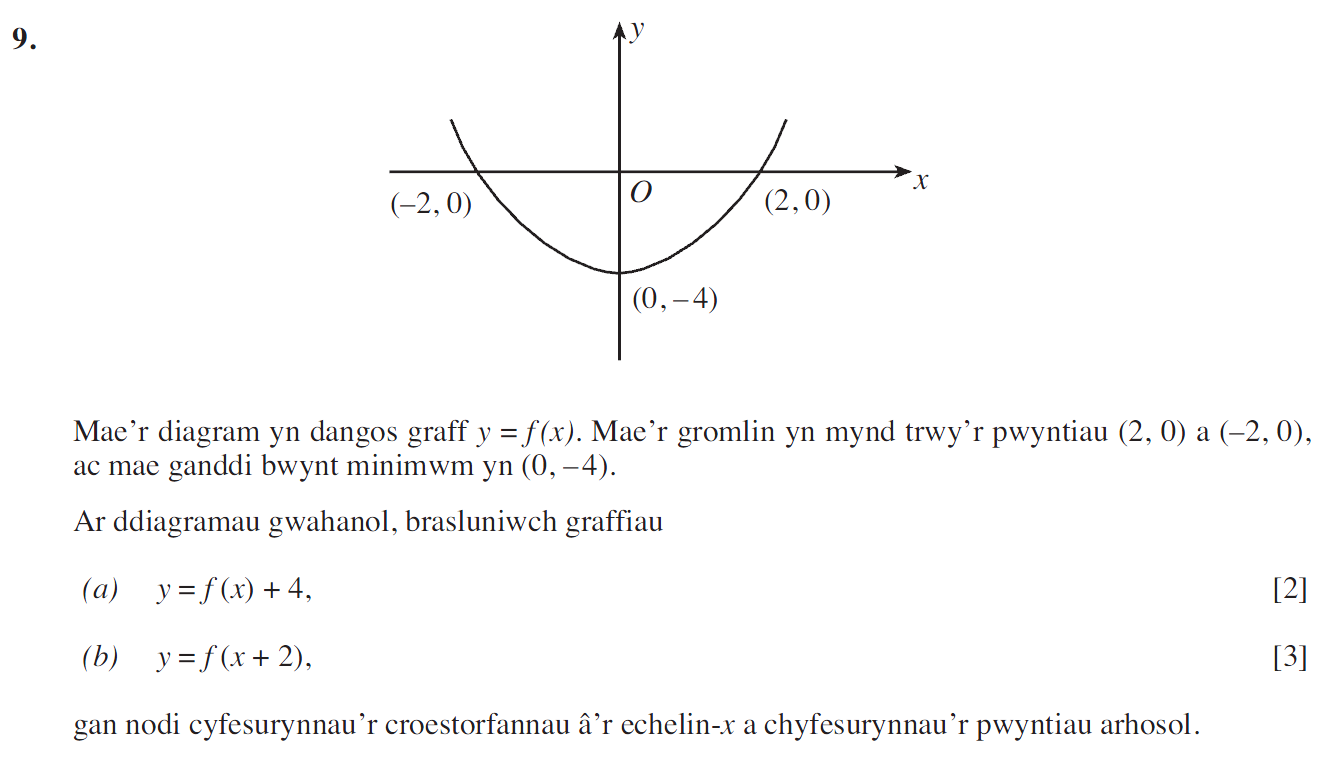 9.
y
x
O
(–2, 0)
(2, 0)
(0, –4)
Mae'r diagram yn dangos graff y = f(x). Mae'r gromlin yn mynd trwy'r pwyntiau (2, 0) a (–2, 0),
ac mae ganddi bwynt minimwm yn (0, –4).
Ar ddiagramau gwahanol, brasluniwch graffiau
(a) y = f(x) + 4, [2]
(b) y = f(x + 2), [3]
gan nodi cyfesurynnau'r croestorfannau â'r echelin-x a chyfesurynnau'r pwyntiau arhosol.